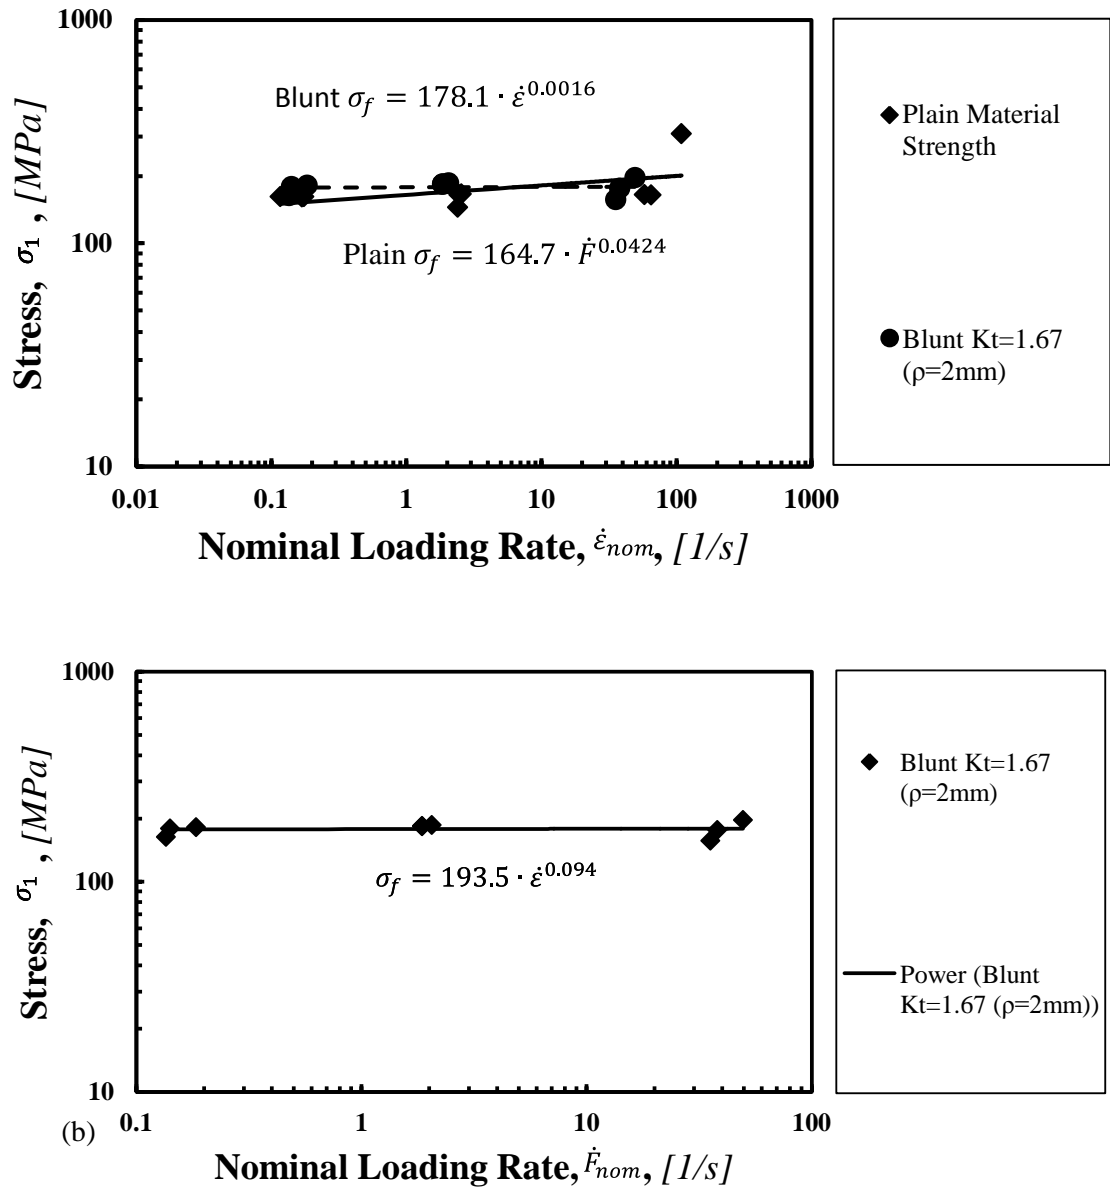 1000
100
10
0.01 0.1 1 10 100 1000
Stress, σ₁ , [MPa]
Blunt σ_f = 178.1 · ε̇^0.0016
Plain σ_f = 164.7 · Ḟ^0.0424
Nominal Loading Rate, ε̇_nom, [1/s]
Plain Material
Strength
Blunt Kt=1.67
(ρ=2mm)
1000
100
10
0.1 1 10 100
Stress, σ₁ , [MPa]
σ_f = 193.5 · ε̇^0.094
(b)
Nominal Loading Rate, Ḟ_nom, [1/s]
Blunt Kt=1.67
(ρ=2mm)
Power (Blunt
Kt=1.67 (ρ=2mm))